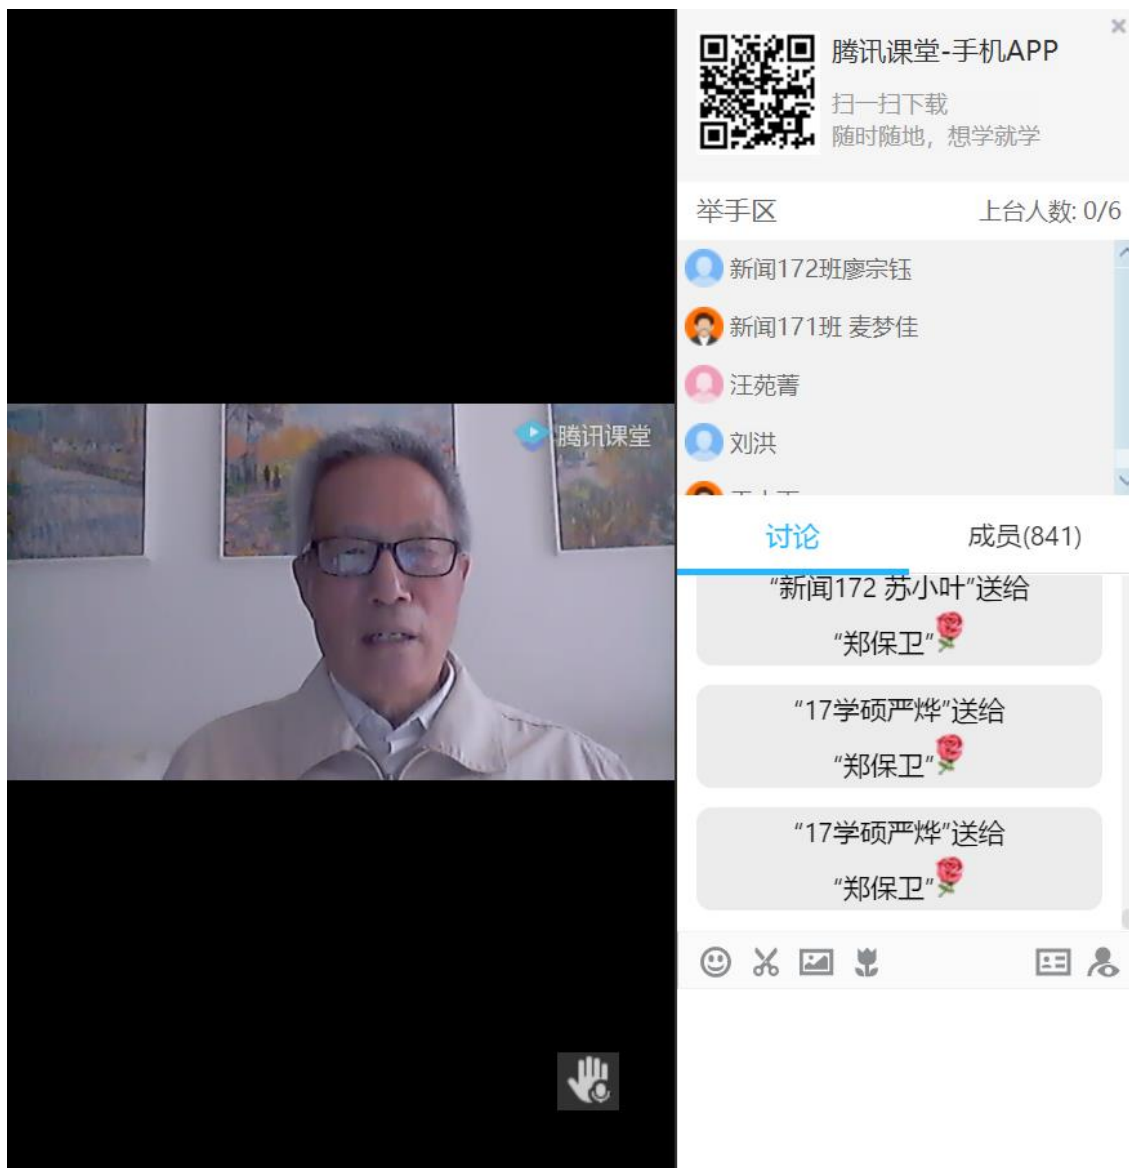 腾讯课堂-手机APP
扫一扫下载
随时随地，想学就学
举手区
上台人数: 0/6
新闻172班廖宗钰
新闻171班 麦梦佳
汪苑菁
刘洪
腾讯课堂
讨论
成员(841)
“新闻172 苏小叶”送给
“郑保卫”
“17学硕严烨”送给
“郑保卫”
“17学硕严烨”送给
“郑保卫”